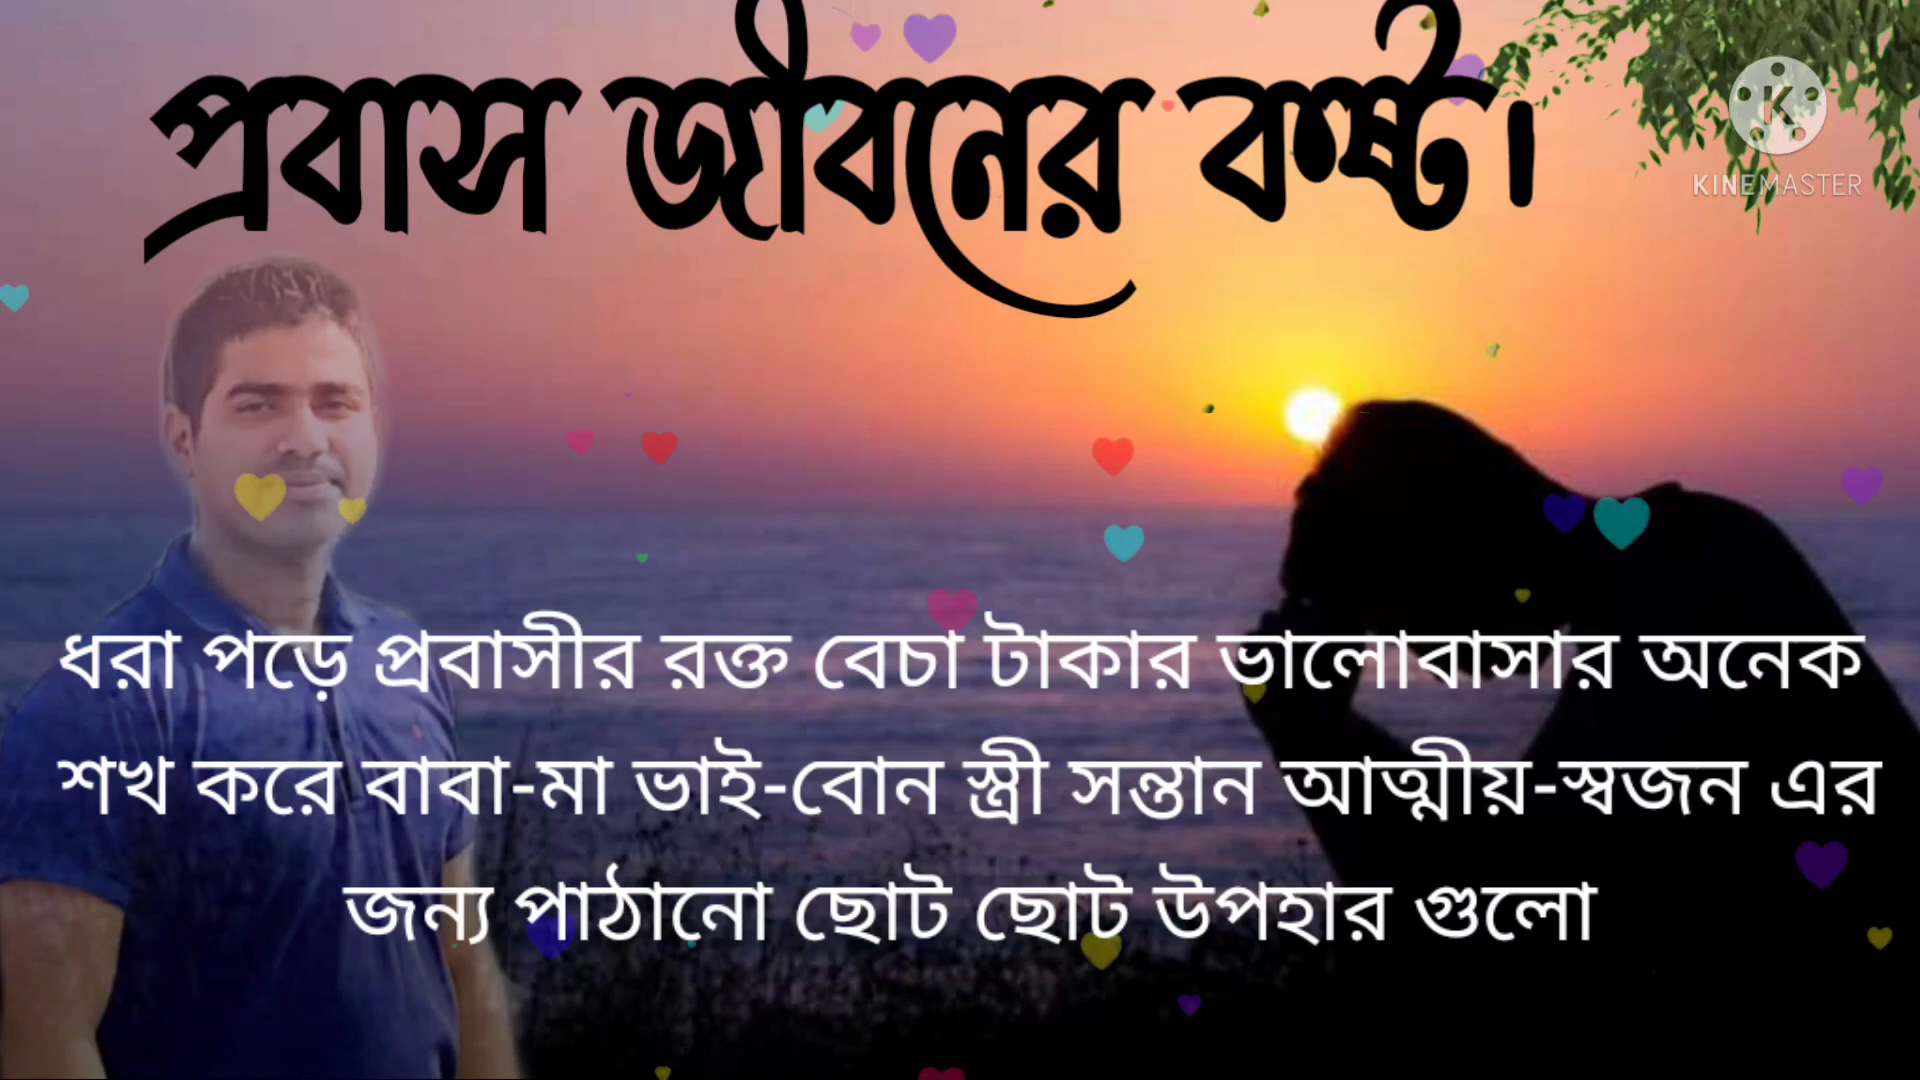 প্রবাস জীবনের কষ্ট।
KINEMASTER
ধরা পড়ে প্রবাসীর রক্ত বেচা টাকার ভালোবাসার অনেক
শখ করে বাবা-মা ভাই-বোন স্ত্রী সন্তান আত্মীয়-স্বজন এর
জন্য পাঠানো ছোট ছোট উপহার গুলো